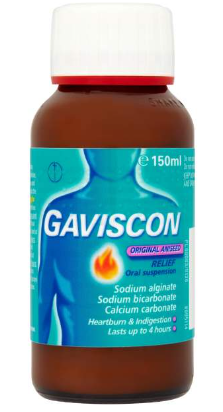 e 150ml
GAVISCON
ORIGINAL ANISEED
RELIEF
Oral suspension
Sodium alginate
Sodium bicarbonate
Calcium carbonate
Heartburn & Indigestion
Lasts up to 4 hours